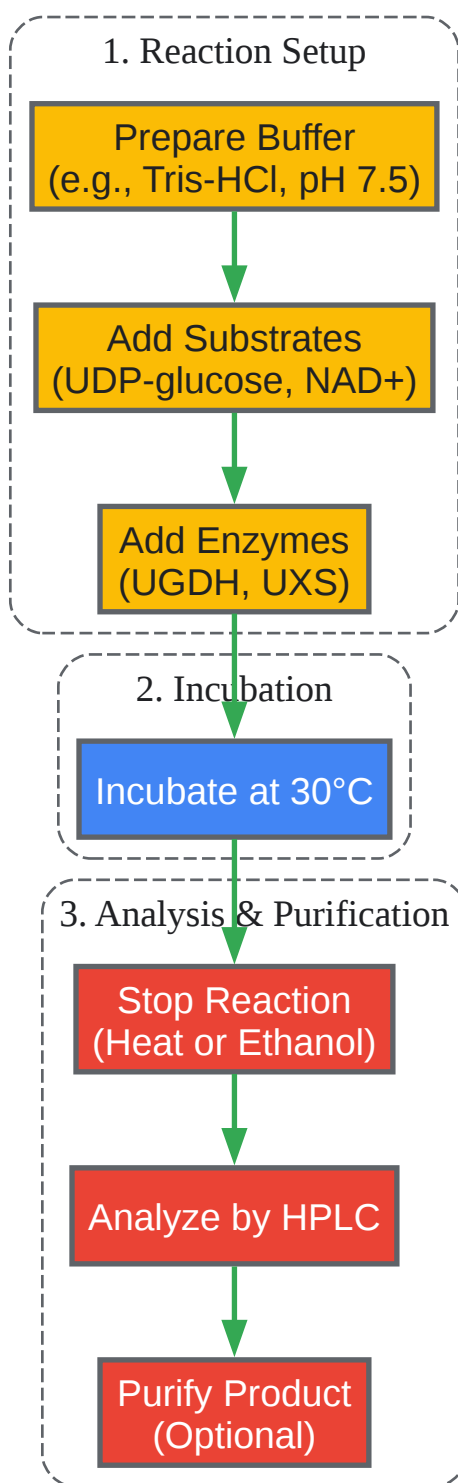 1. Reaction Setup
Prepare Buffer
(e.g., Tris-HCl, pH 7.5)
Add Substrates
(UDP-glucose, NAD+)
Add Enzymes
(UGDH, UXS)
2. Incubation
Incubate at 30°C
3. Analysis & Purification
Stop Reaction
(Heat or Ethanol)
Analyze by HPLC
Purify Product
(Optional)